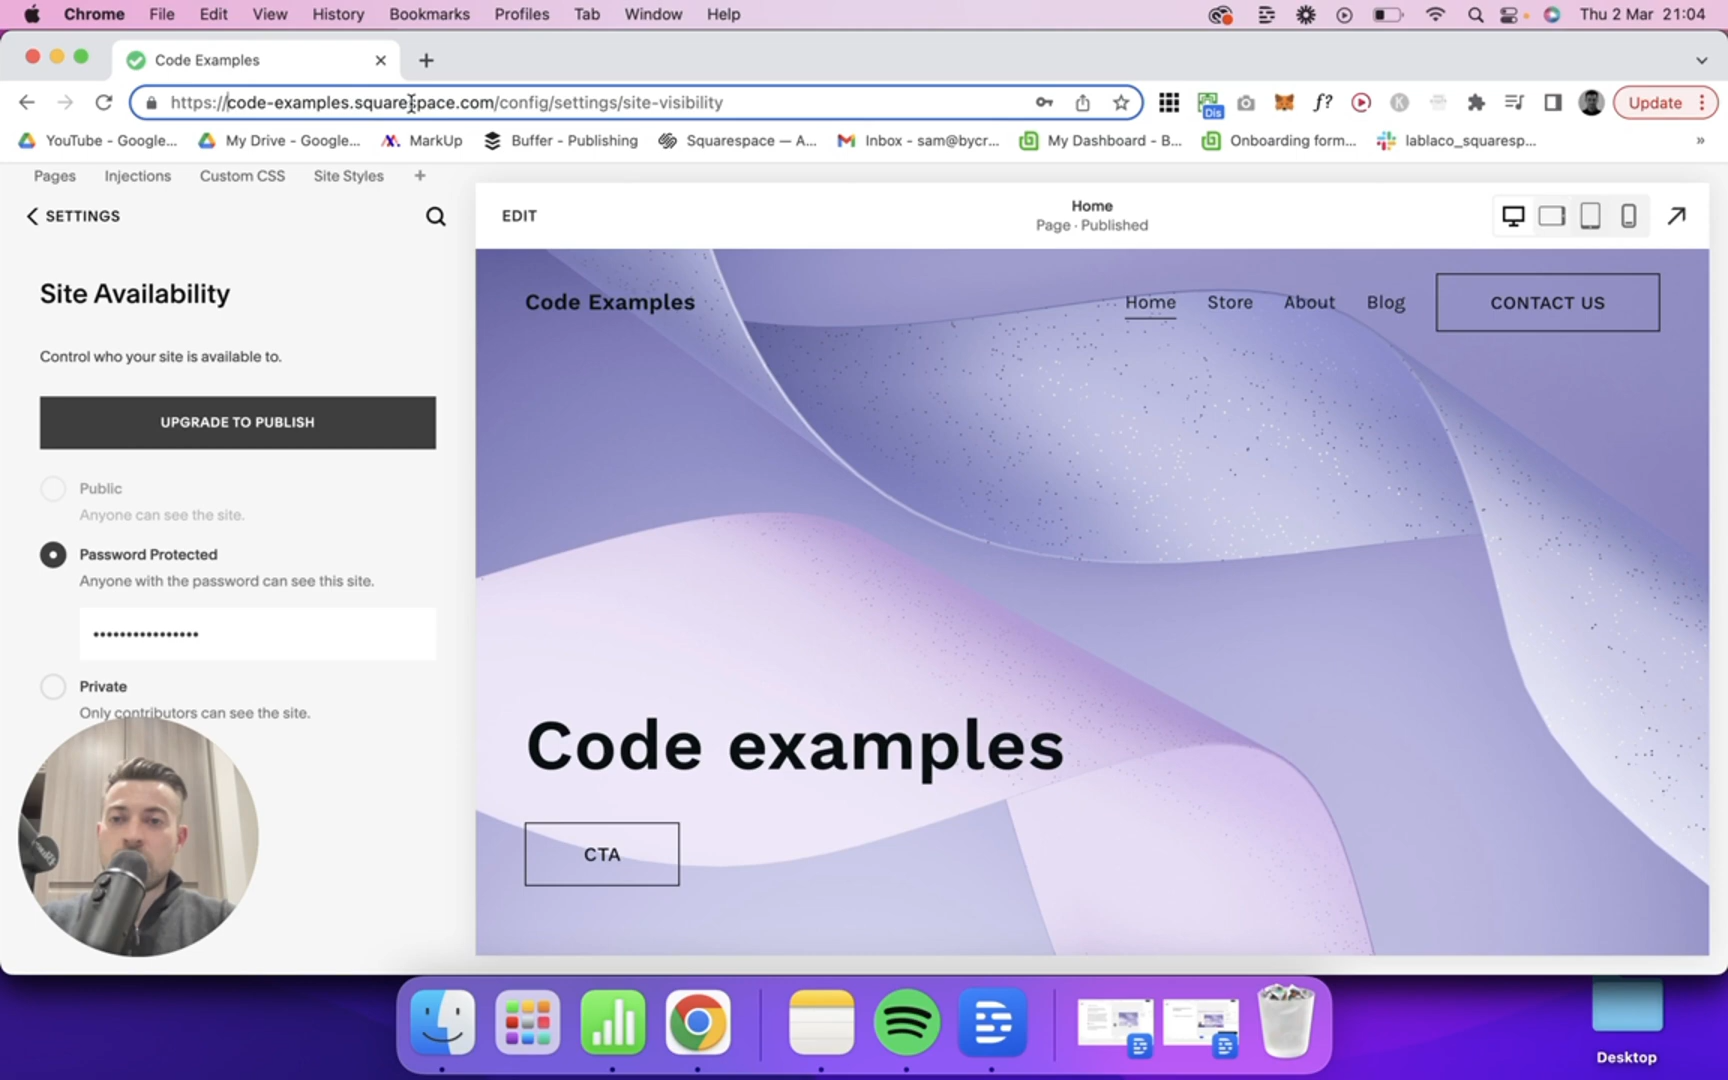 Chrome File Edit View History Bookmarks Profiles Tab Window Help Thu 2 Mar 21:04
Code Examples
https://code-examples.squarespace.com/config/settings/site-visibility
f? Dis K Update
YouTube - Google... My Drive - Google... MarkUp Buffer - Publishing Squarespace — A... Inbox - sam@bycr... My Dashboard - B... Onboarding form... lablaco_squaresp... »
Pages Injections Custom CSS Site Styles +
SETTINGS
EDIT
Home
Page · Published
Site Availability
Control who your site is available to.
UPGRADE TO PUBLISH
Public
Anyone can see the site.
Password Protected
Anyone with the password can see this site.
••••••••••••••••
Private
Only contributors can see the site.
Code Examples
Home Store About Blog CONTACT US
Code examples
CTA
Desktop